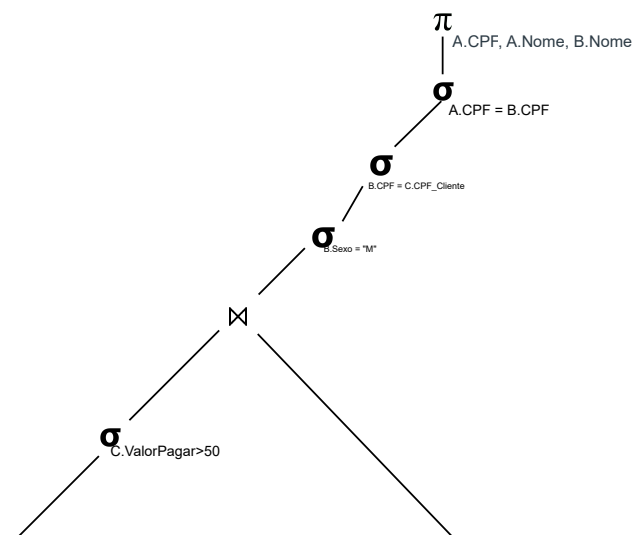 π
A.CPF, A.Nome, B.Nome
σ
A.CPF = B.CPF
σ
B.CPF = C.CPF_Cliente
σ
B.Sexo = "M"
⋈
σ
C.ValorPagar>50